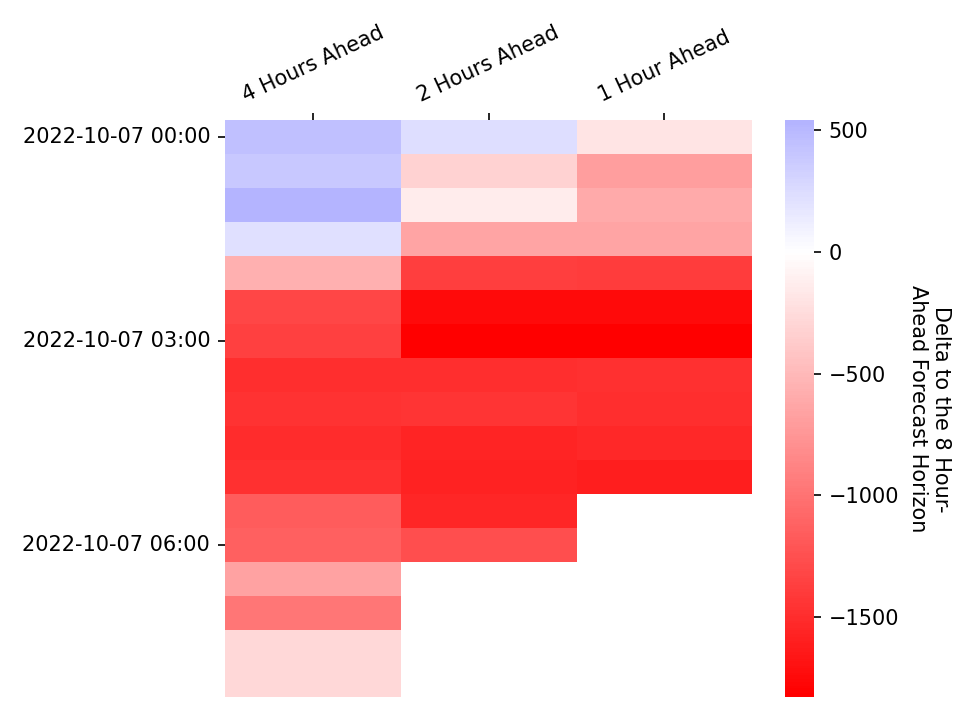 4 Hours Ahead
2 Hours Ahead
1 Hour Ahead
2022-10-07 00:00
2022-10-07 03:00
2022-10-07 06:00
500
0
−500
−1000
−1500
Delta to the 8 Hour-
Ahead Forecast Horizon